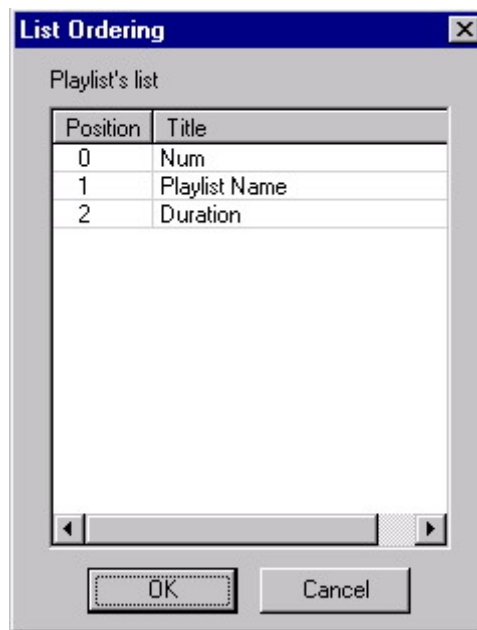 List Ordering
Playlist's list
Position Title
0 Num
1 Playlist Name
2 Duration
OK Cancel